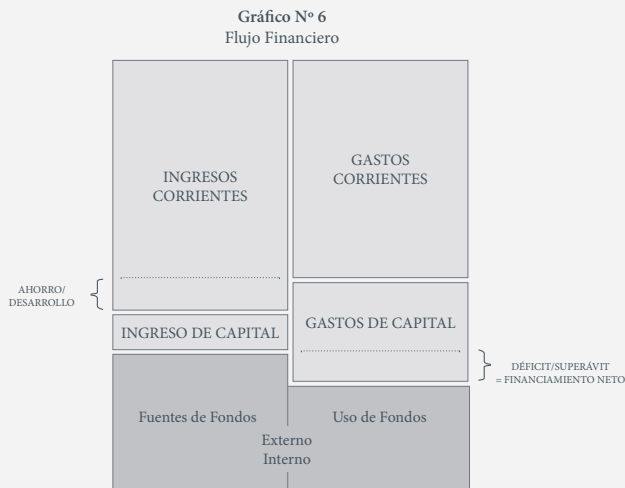 Gráfico Nº 6
Flujo Financiero
INGRESOS
CORRIENTES
GASTOS
CORRIENTES
AHORRO/
DESARROLLO
INGRESO DE CAPITAL
GASTOS DE CAPITAL
DÉFICIT/SUPERÁVIT
= FINANCIAMIENTO NETO
Fuentes de Fondos
Uso de Fondos
Externo
Interno